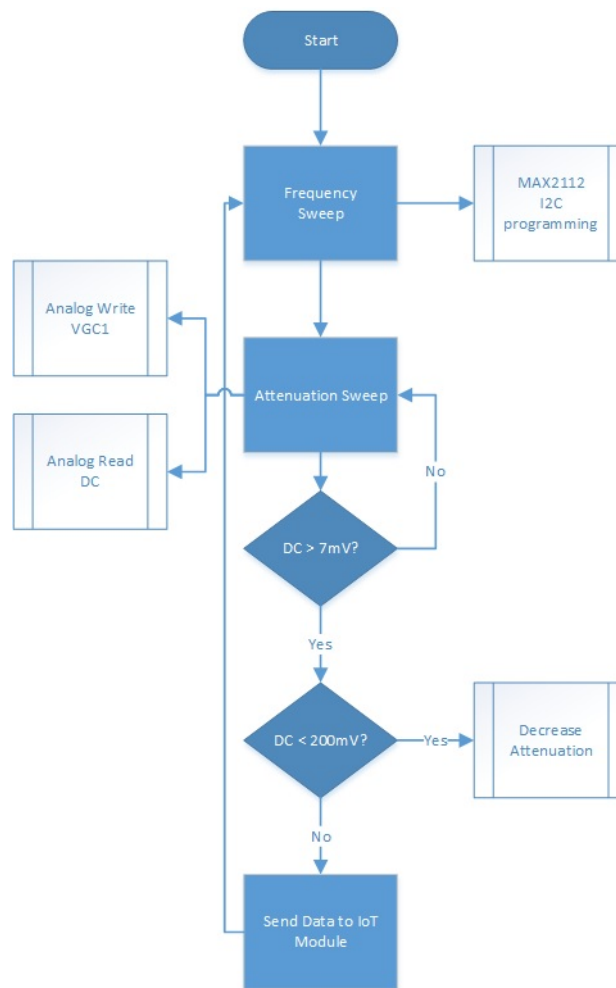 Start
Frequency
Sweep
MAX2112
I2C
programming
Analog Write
VGC1
Attenuation Sweep
Analog Read
DC
No
DC > 7mV?
Yes
DC < 200mV?
Yes
Decrease
Attenuation
No
Send Data to IoT
Module